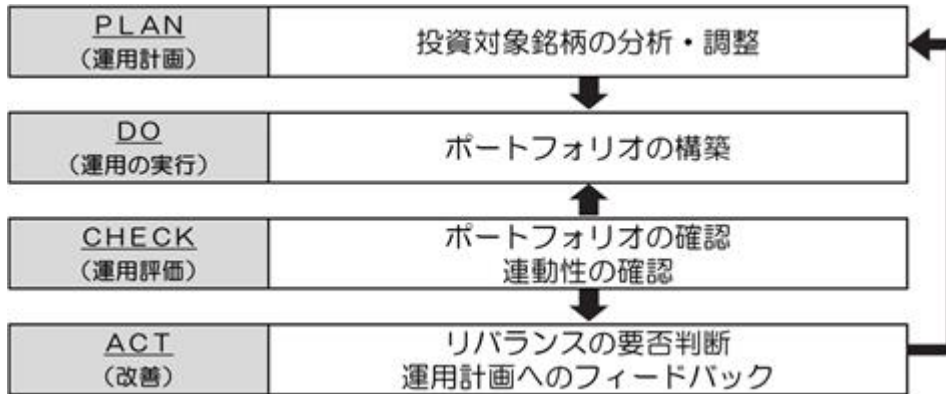 PLAN
(運用計画)
投資対象銘柄の分析・調整
DO
(運用の実行)
ポートフォリオの構築
CHECK
(運用評価)
ポートフォリオの確認
連動性の確認
ACT
(改善)
リバランスの要否判断
運用計画へのフィードバック